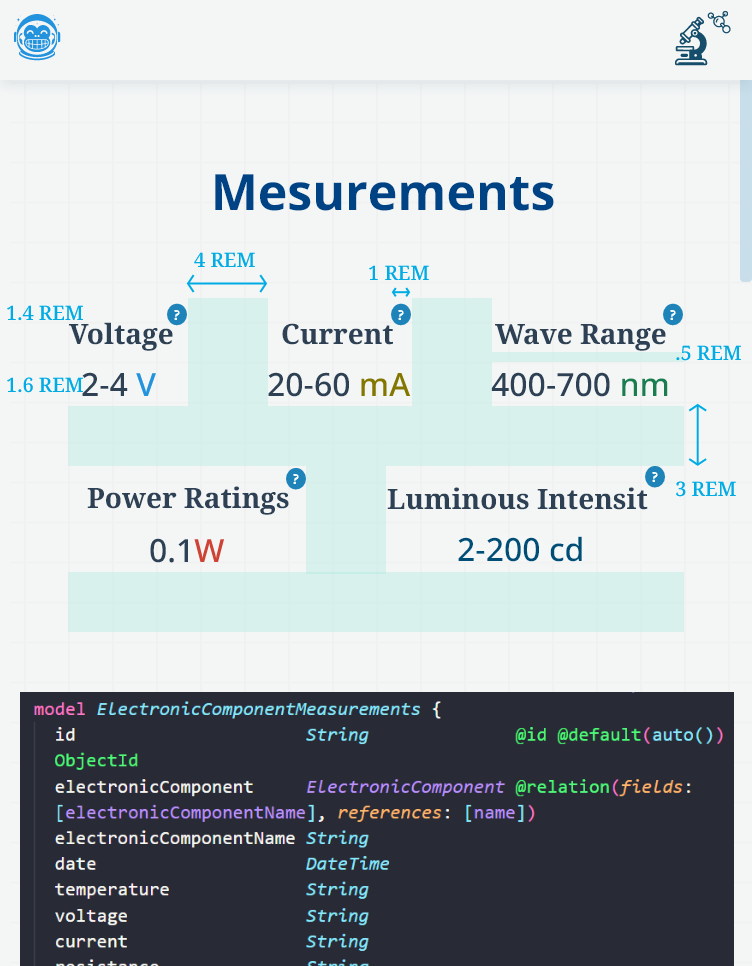 Mesurements
4 REM
1 REM
1.4 REM
Voltage ?
Current ?
Wave Range ?
.5 REM
1.6 REM
2-4 V
20-60 mA
400-700 nm
3 REM
Power Ratings ?
Luminous Intensit ?
0.1W
2-200 cd
model ElectronicComponentMeasurements {
id String @id @default(auto())
ObjectId
electronicComponent ElectronicComponent @relation(fields:
[electronicComponentName], references: [name])
electronicComponentName String
date DateTime
temperature String
voltage String
current String
resistance String